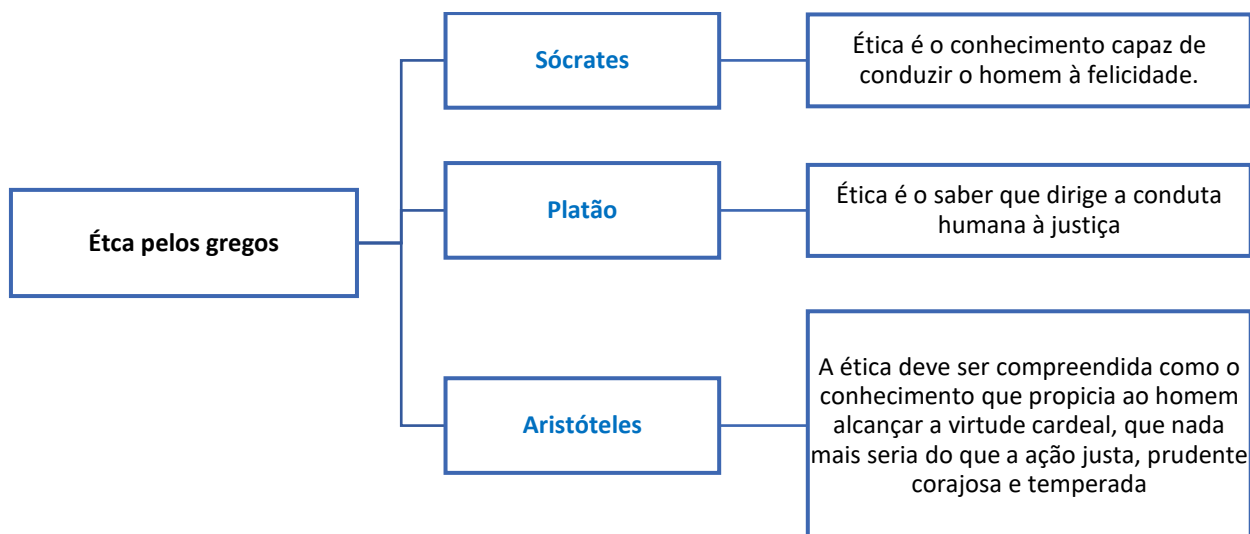 Sócrates
Ética é o conhecimento capaz de
conduzir o homem à felicidade.
Étca pelos gregos
Platão
Ética é o saber que dirige a conduta
humana à justiça
Aristóteles
A ética deve ser compreendida como o
conhecimento que propicia ao homem
alcançar a virtude cardeal, que nada
mais seria do que a ação justa, prudente
corajosa e temperada